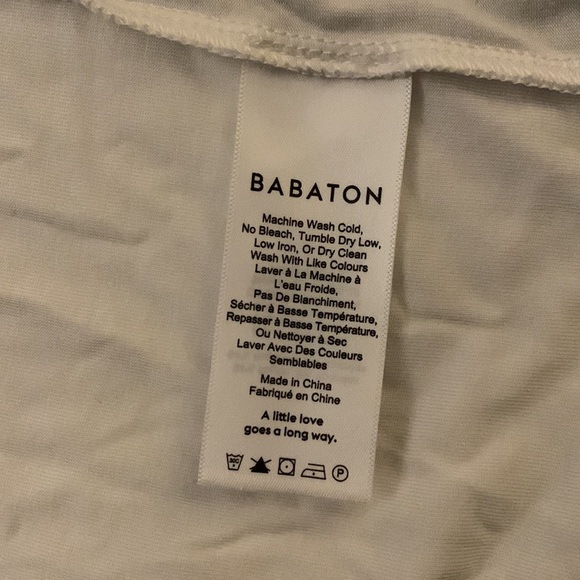 BABATON
Machine Wash Cold,
No Bleach, Tumble Dry Low,
Low Iron, Or Dry Clean
Wash With Like Colours
Laver à La Machine à
L'eau Froide,
Pas De Blanchiment,
Sécher à Basse Température,
Repasser à Basse Température,
Ou Nettoyer à Sec
Laver Avec Des Couleurs
Semblables
Made in China
Fabriqué en Chine
A little love
goes a long way.
30C
P